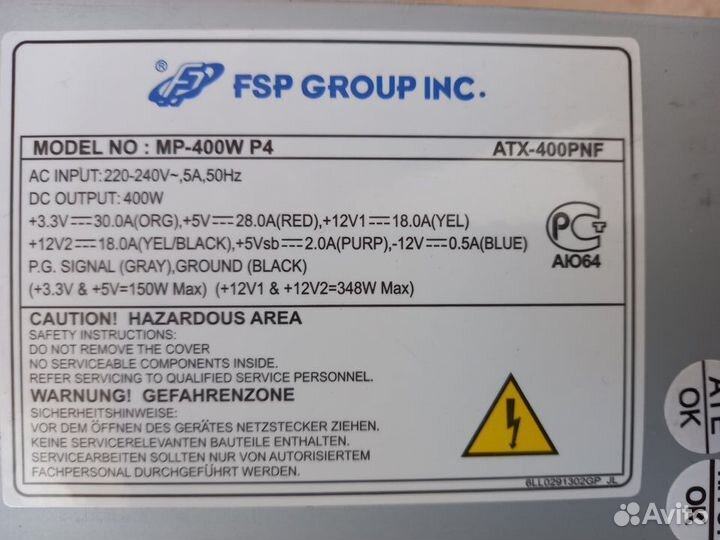 ® FSP GROUP INC.
MODEL NO : MP-400W P4 ATX-400PNF
AC INPUT: 220-240V~,5A,50Hz
DC OUTPUT: 400W
+3.3V⎓30.0A(ORG),+5V⎓28.0A(RED),+12V1⎓18.0A(YEL)
+12V2⎓18.0A(YEL/BLACK),+5Vsb⎓2.0A(PURP),-12V⎓0.5A(BLUE)
P.G. SIGNAL (GRAY),GROUND (BLACK)
(+3.3V & +5V=150W Max) (+12V1 & +12V2=348W Max)
АЮ64
CAUTION! HAZARDOUS AREA
SAFETY INSTRUCTIONS:
DO NOT REMOVE THE COVER
NO SERVICEABLE COMPONENTS INSIDE.
REFER SERVICING TO QUALIFIED SERVICE PERSONNEL.
WARNUNG! GEFAHRENZONE
SICHERHEITSHINWEISE:
VOR DEM ÖFFNEN DES GERÄTES NETZSTECKER ZIEHEN.
KEINE SERVICERELEVANTEN BAUTEILE ENTHALTEN.
SERVICEARBEITEN SOLLTEN NUR VON AUTORISIERTEM
FACHPERSONAL DURCHGEFÜHRT WERDEN.
6LL0291302GP JL
ATE
OK
OK
Avito